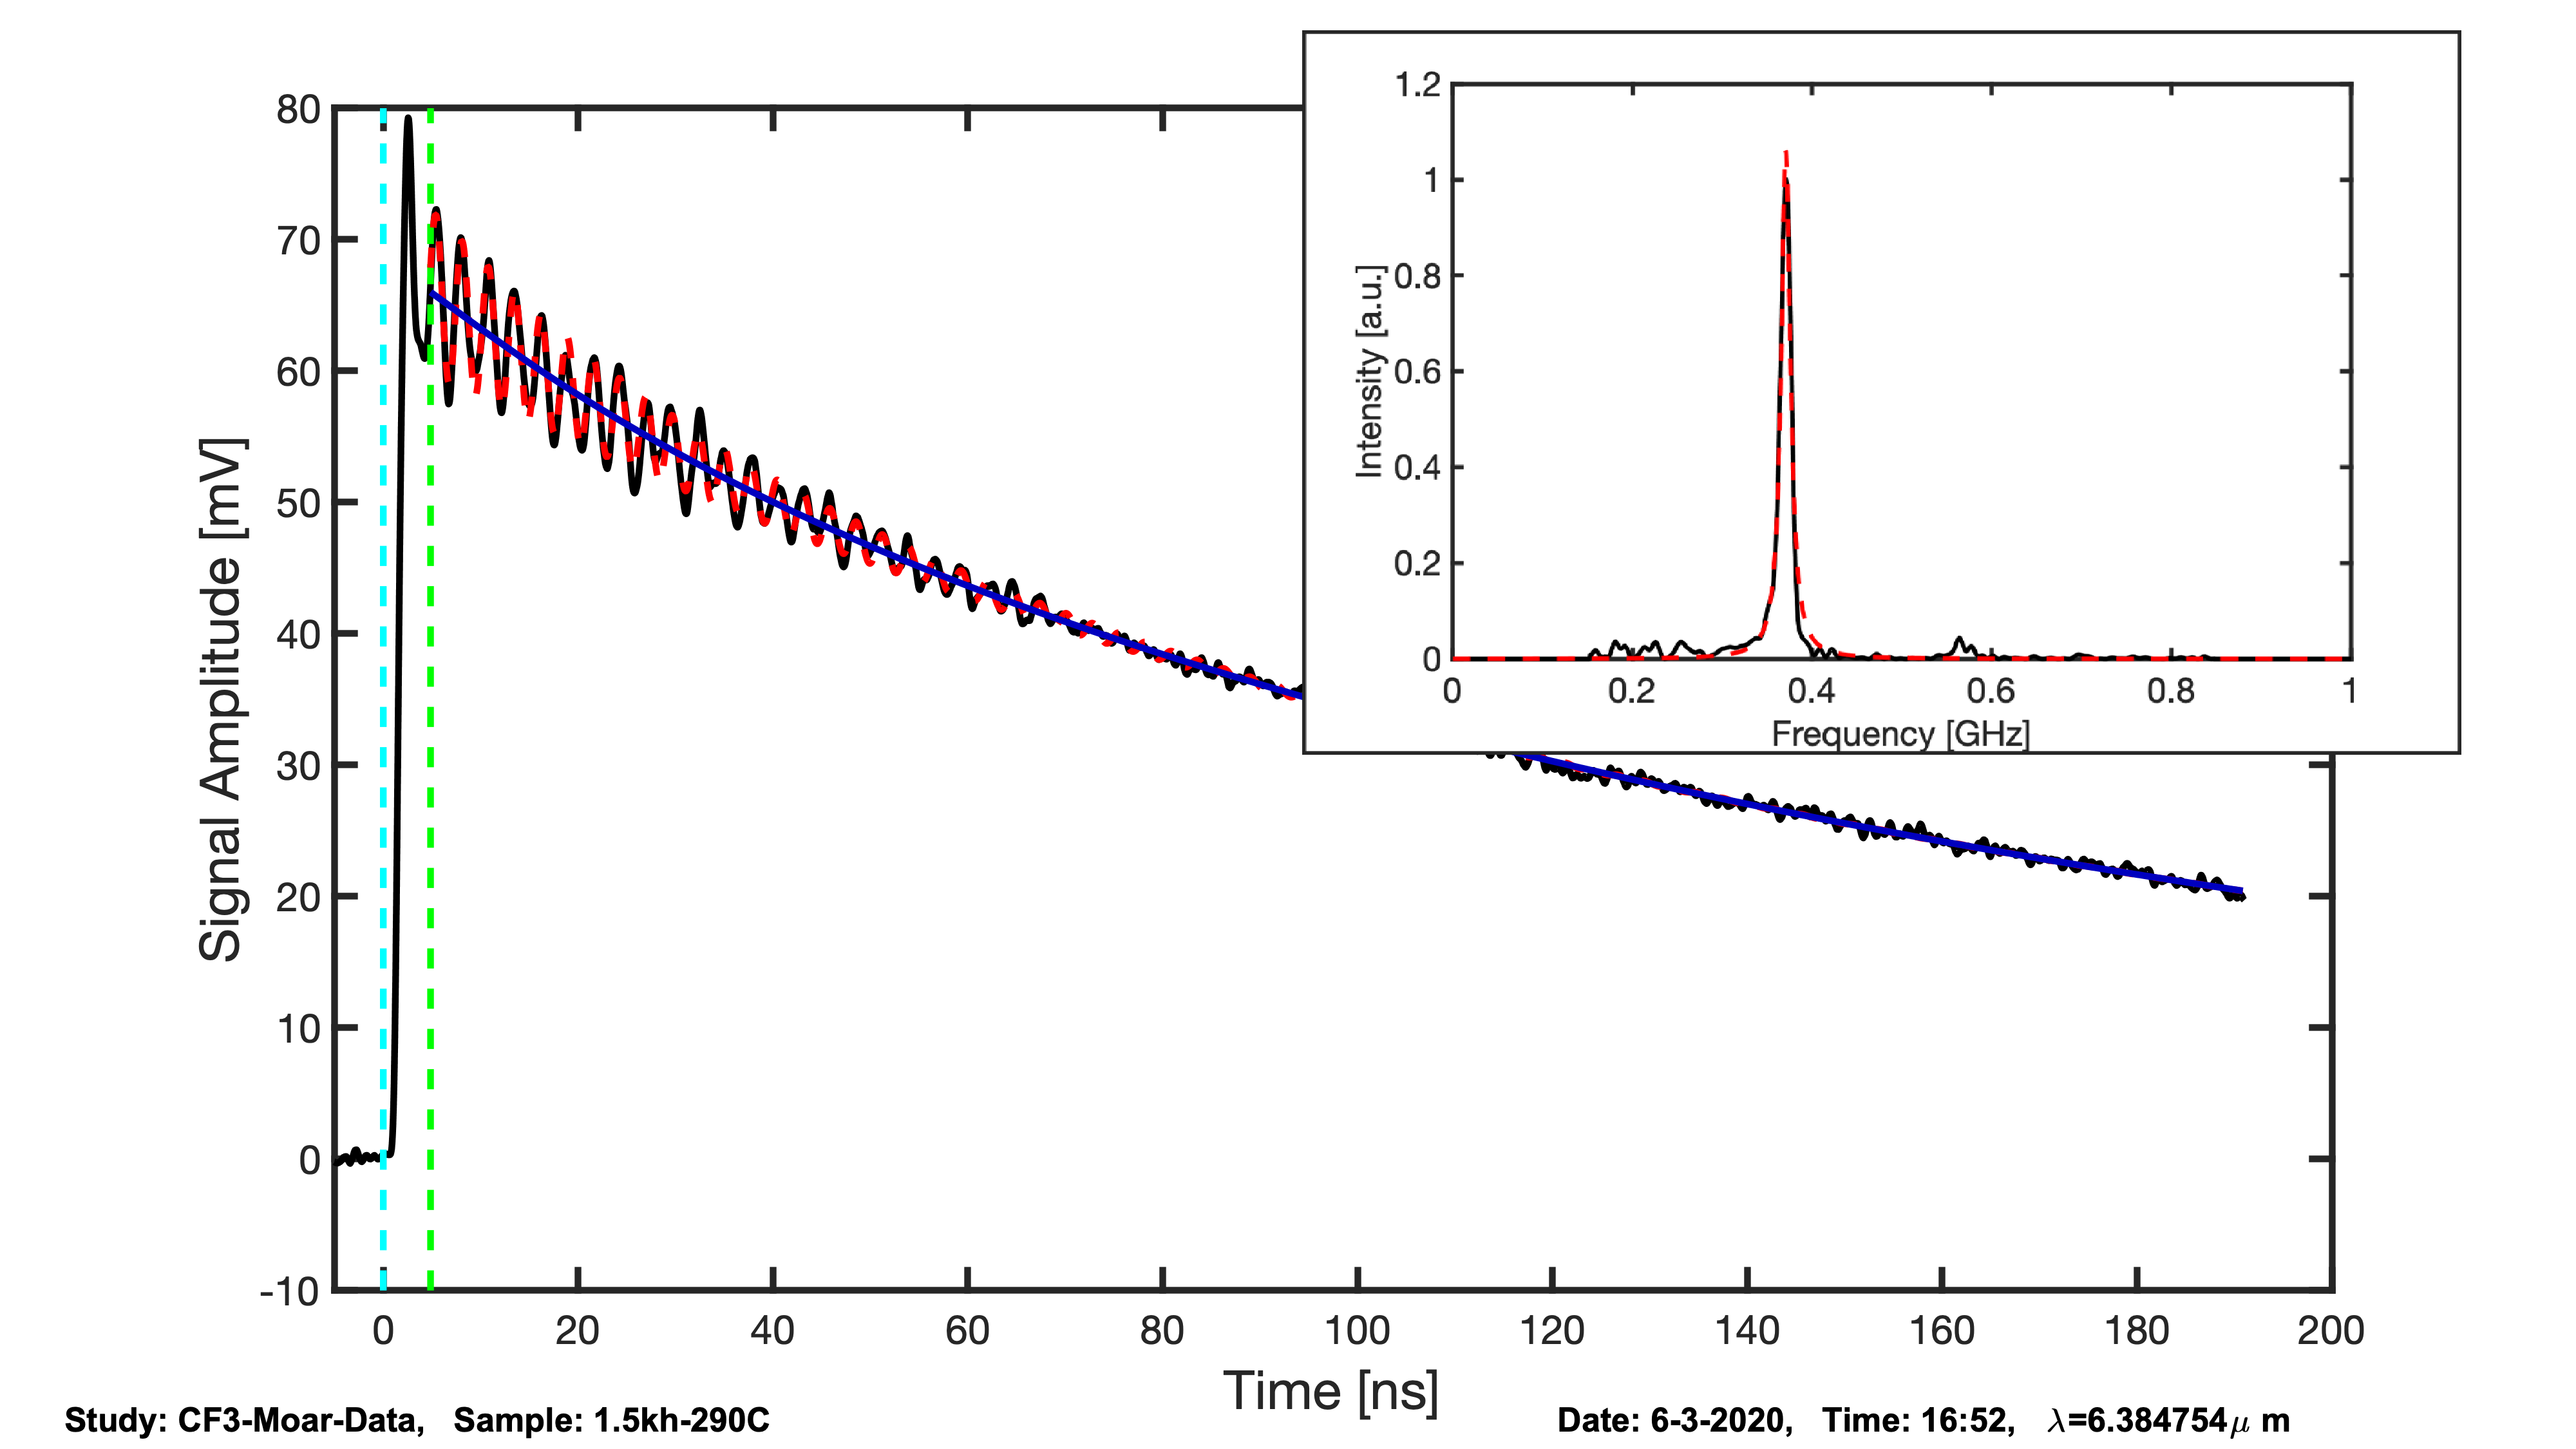 1.2
1
0.8
0.6
0.4
0.2
0
Intensity [a.u.]
0 0.2 0.4 0.6 0.8 1
Frequency [GHz]
80
70
60
50
40
30
20
10
0
-10
Signal Amplitude [mV]
0 20 40 60 80 100 120 140 160 180 200
Time [ns]
Study: CF3-Moar-Data, Sample: 1.5kh-290C
Date: 6-3-2020, Time: 16:52, λ=6.384754μ m